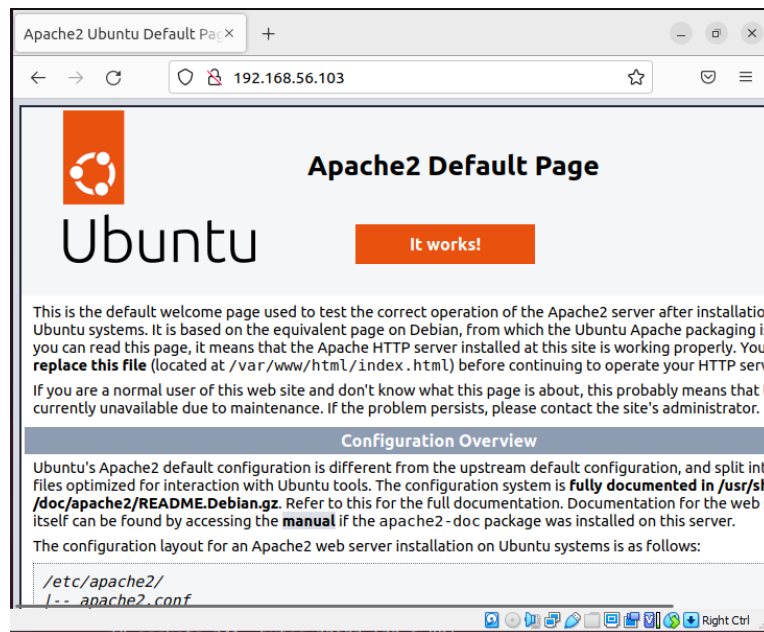 Apache2 Ubuntu Default Pag
192.168.56.103
Ubuntu
Apache2 Default Page
It works!
This is the default welcome page used to test the correct operation of the Apache2 server after
Ubuntu systems. It is based on the equivalent page on Debian, from which the Ubuntu Apache packaging
you can read this page, it means that the Apache HTTP server installed at this site is working properly. You
replace this file (located at /var/www/html/index.html) before continuing to operate your HTTP
If you are a normal user of this web site and don't know what this page is about, this probably means that
currently unavailable due to maintenance. If the problem persists, please contact the site's administrator.
Configuration Overview
Ubuntu's Apache2 default configuration is different from the upstream default configuration, and split
files optimized for interaction with Ubuntu tools. The configuration system is fully documented in
/doc/apache2/README.Debian.gz. Refer to this for the full documentation. Documentation for the web
itself can be found by accessing the manual if the apache2-doc package was installed on this server.
The configuration layout for an Apache2 web server installation on Ubuntu systems is as follows:
/etc/apache2/
|-- apache2.conf
Right Ctrl